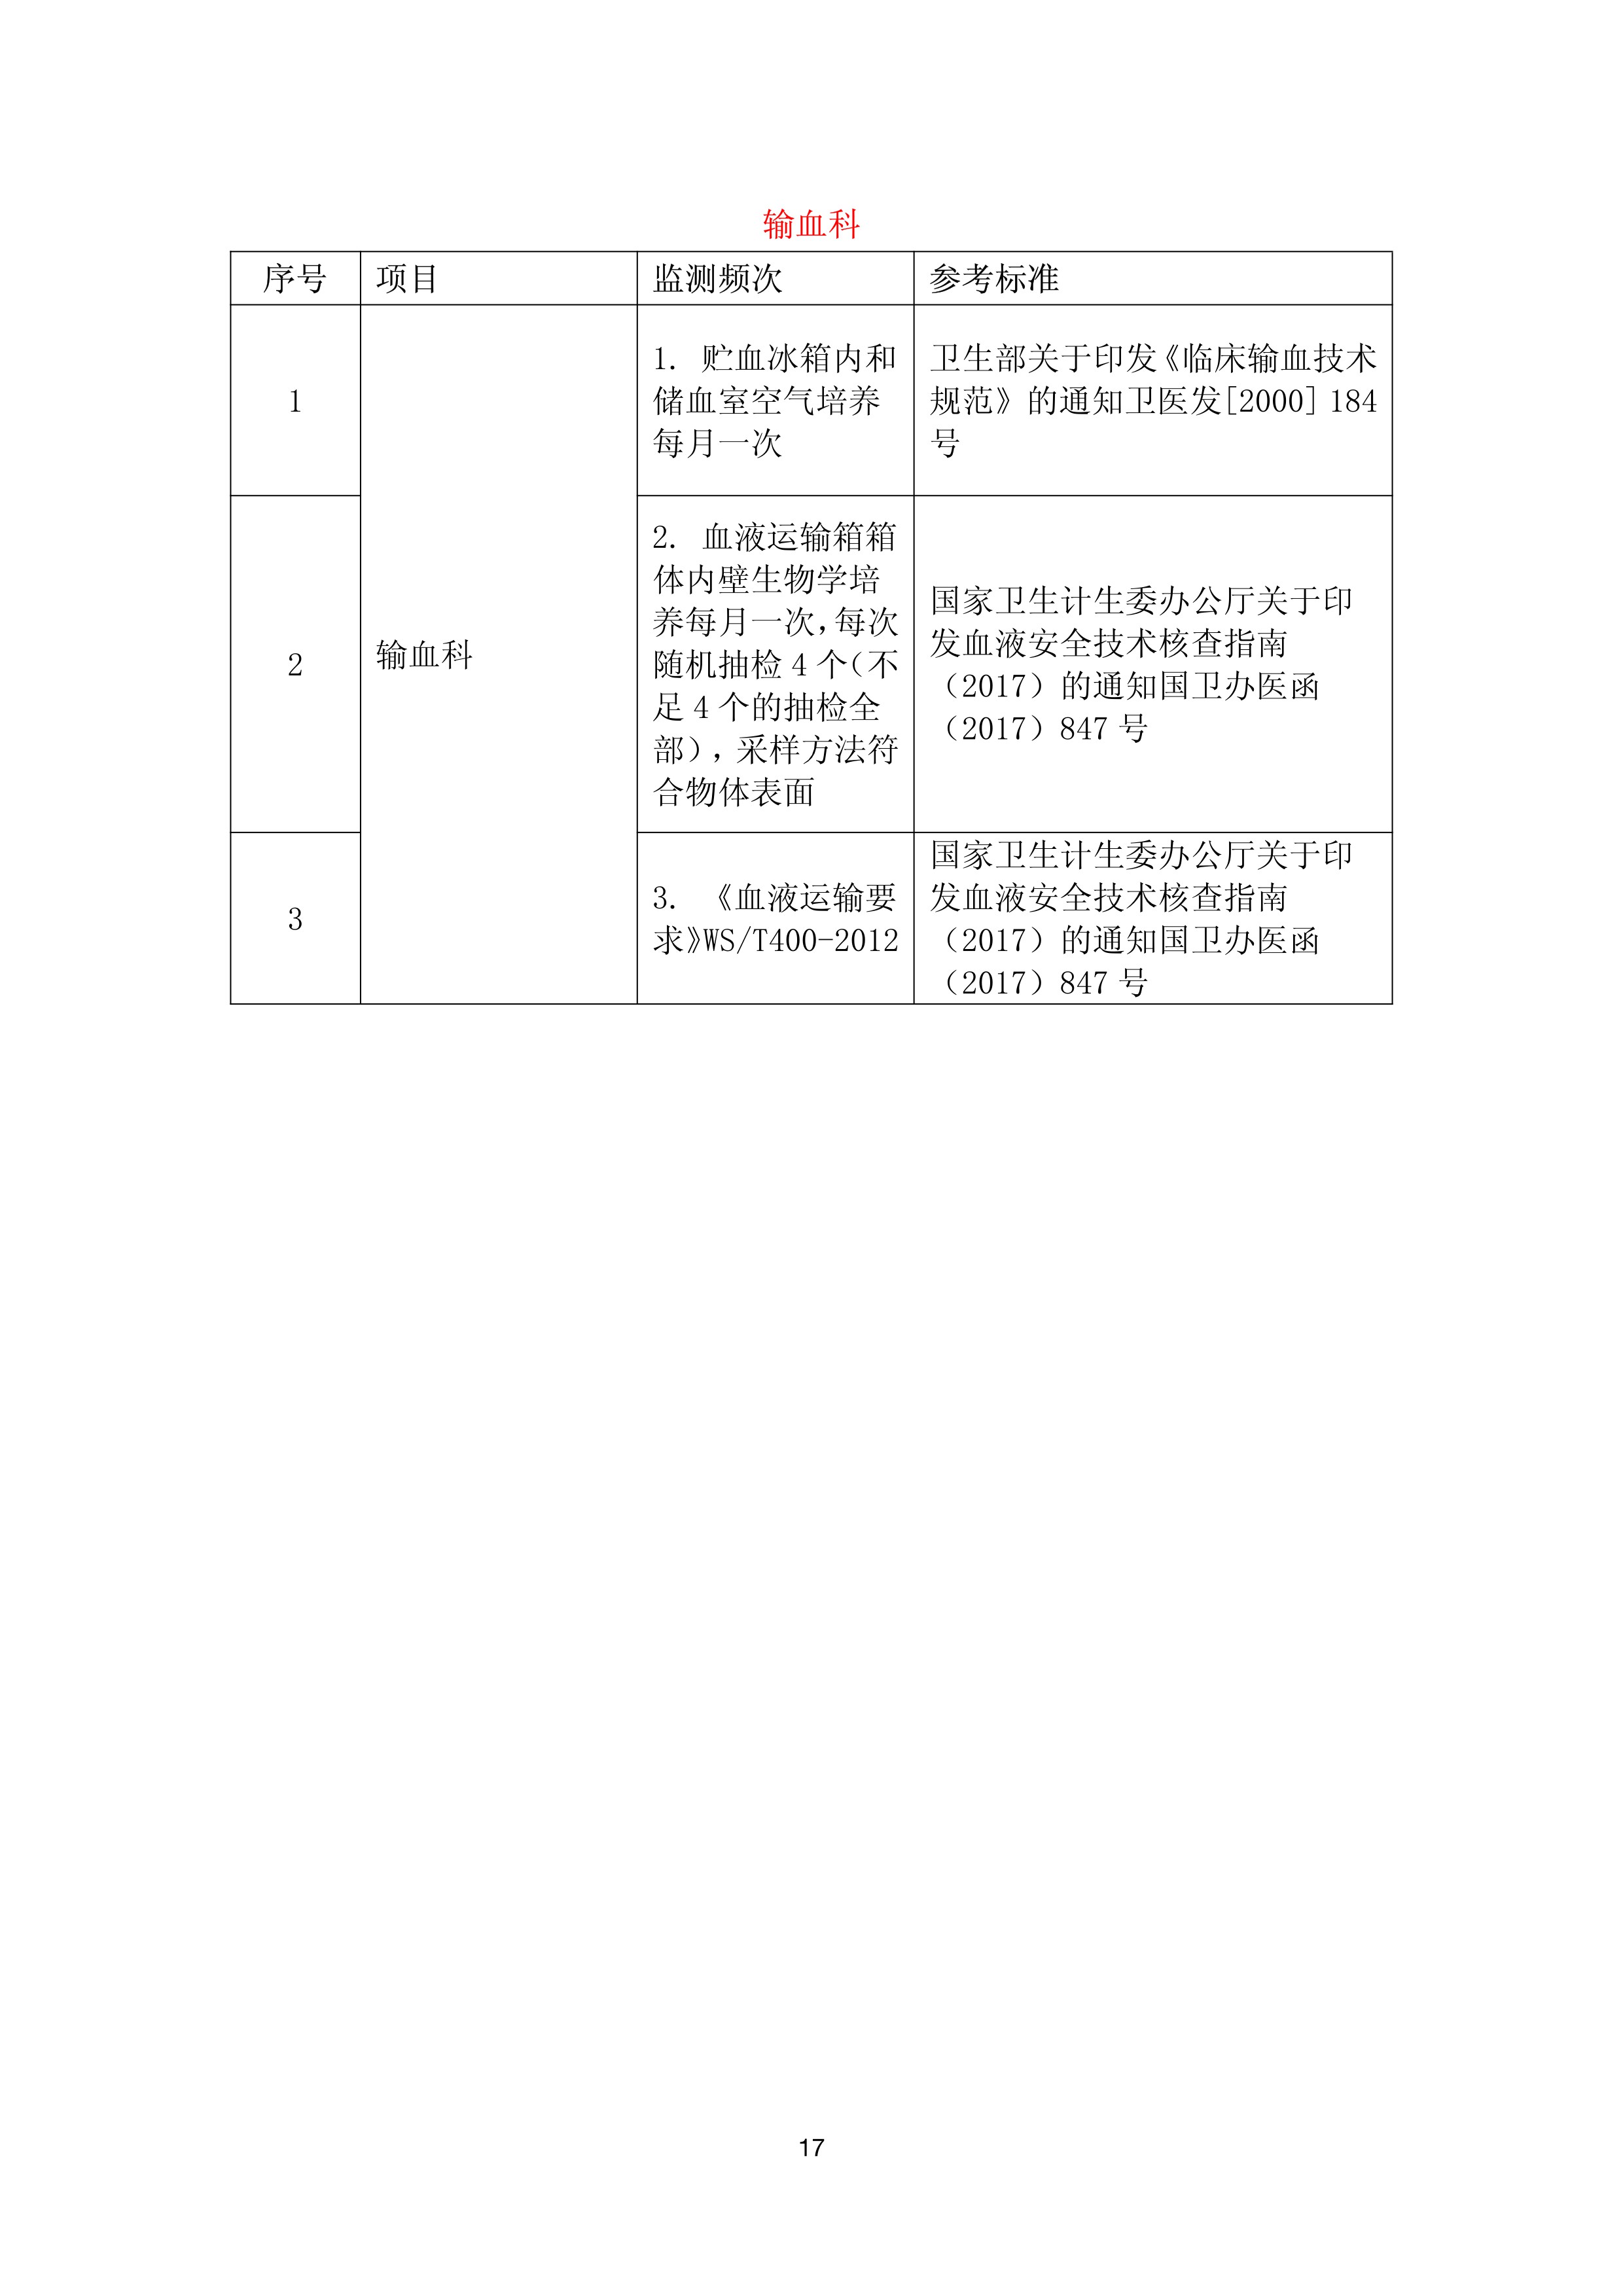 输血科
序号 项目 监测频次 参考标准
1
输血科
1. 贮血冰箱内和
储血室空气培养
每月一次
卫生部关于印发《临床输血技术
规范》的通知卫医发[2000] 184
号
2
2. 血液运输箱箱
体内壁生物学培
养每月一次，每次
随机抽检 4 个（不
足 4 个的抽检全
部），采样方法符
合物体表面
国家卫生计生委办公厅关于印
发血液安全技术核查指南
（2017）的通知国卫办医函
（2017）847 号
3
3. 《血液运输要
求》WS/T400-2012
国家卫生计生委办公厅关于印
发血液安全技术核查指南
（2017）的通知国卫办医函
（2017）847 号
17